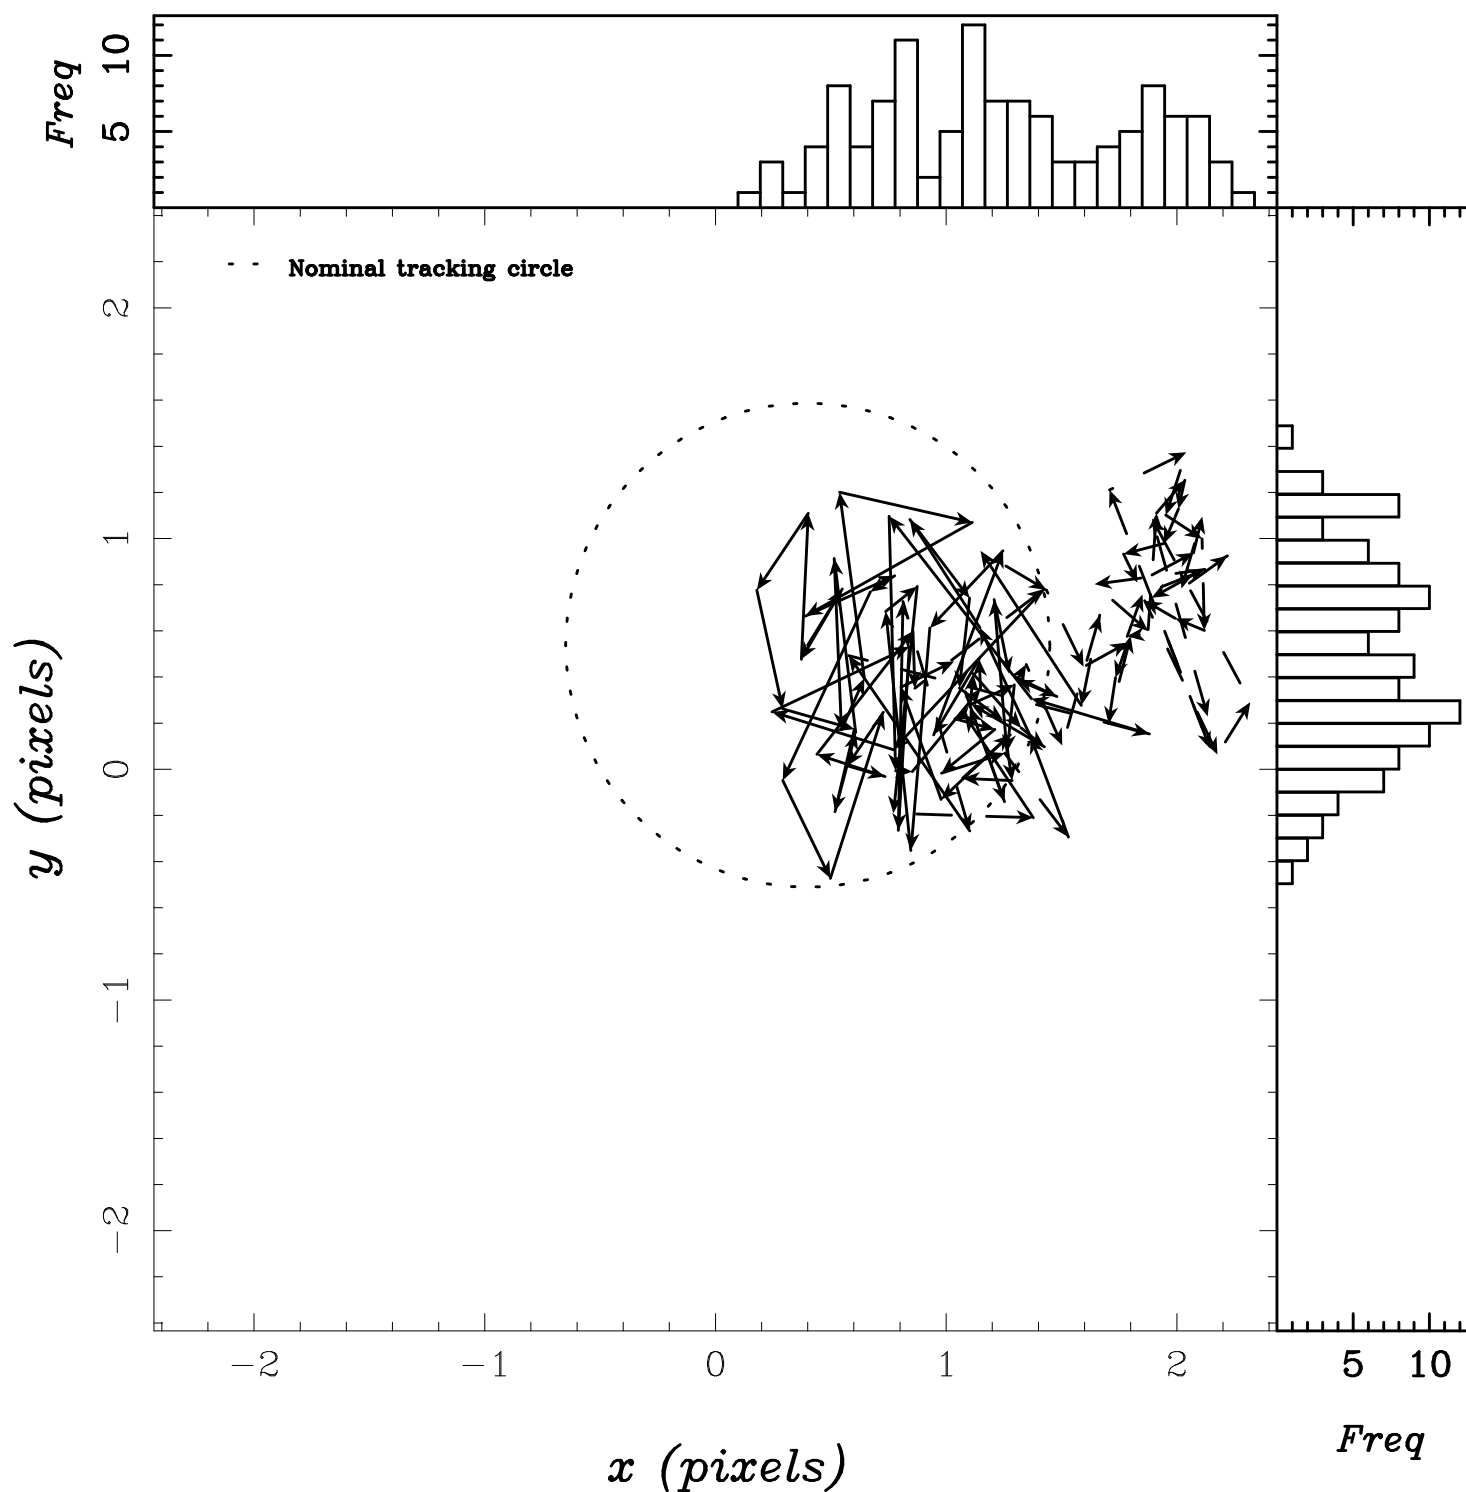 Freq
10
5
- - Nominal tracking circle
2
1
0
−1
−2
y (pixels)
−2 −1 0 1 2
5 10
Freq
x (pixels)